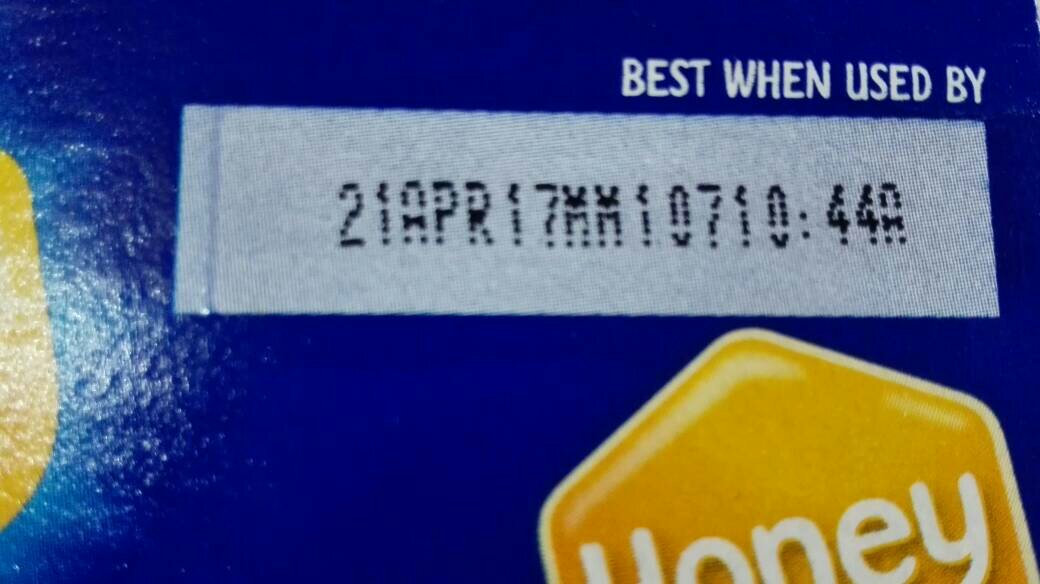 BEST WHEN USED BY
21APR17MM10710:44A
Honey